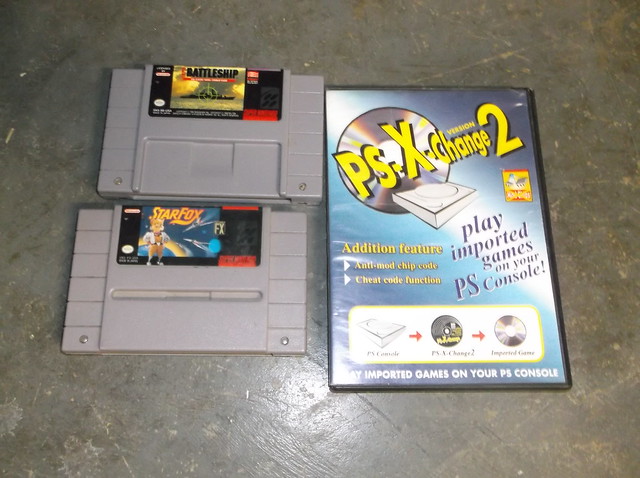 BATTLESHIP
STARFOX
FX
PS-X-Change 2
VERSION
play
imported
games
on your
PS Console!
Addition feature
Anti-mod chip code
Cheat code function
PS Console
PS-X-Change2
Imported Game
AY IMPORTED GAMES ON YOUR PS CONSOLE